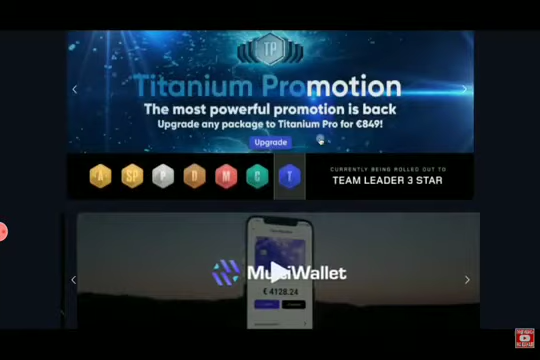 TP
Titanium Promotion
The most powerful promotion is back
Upgrade any package to Titanium Pro for €849!
Upgrade
A SP P D M C T
CURRENTLY BEING ROLLED OUT TO
TEAM LEADER 3 STAR
MultiWallet
€ 4128.24